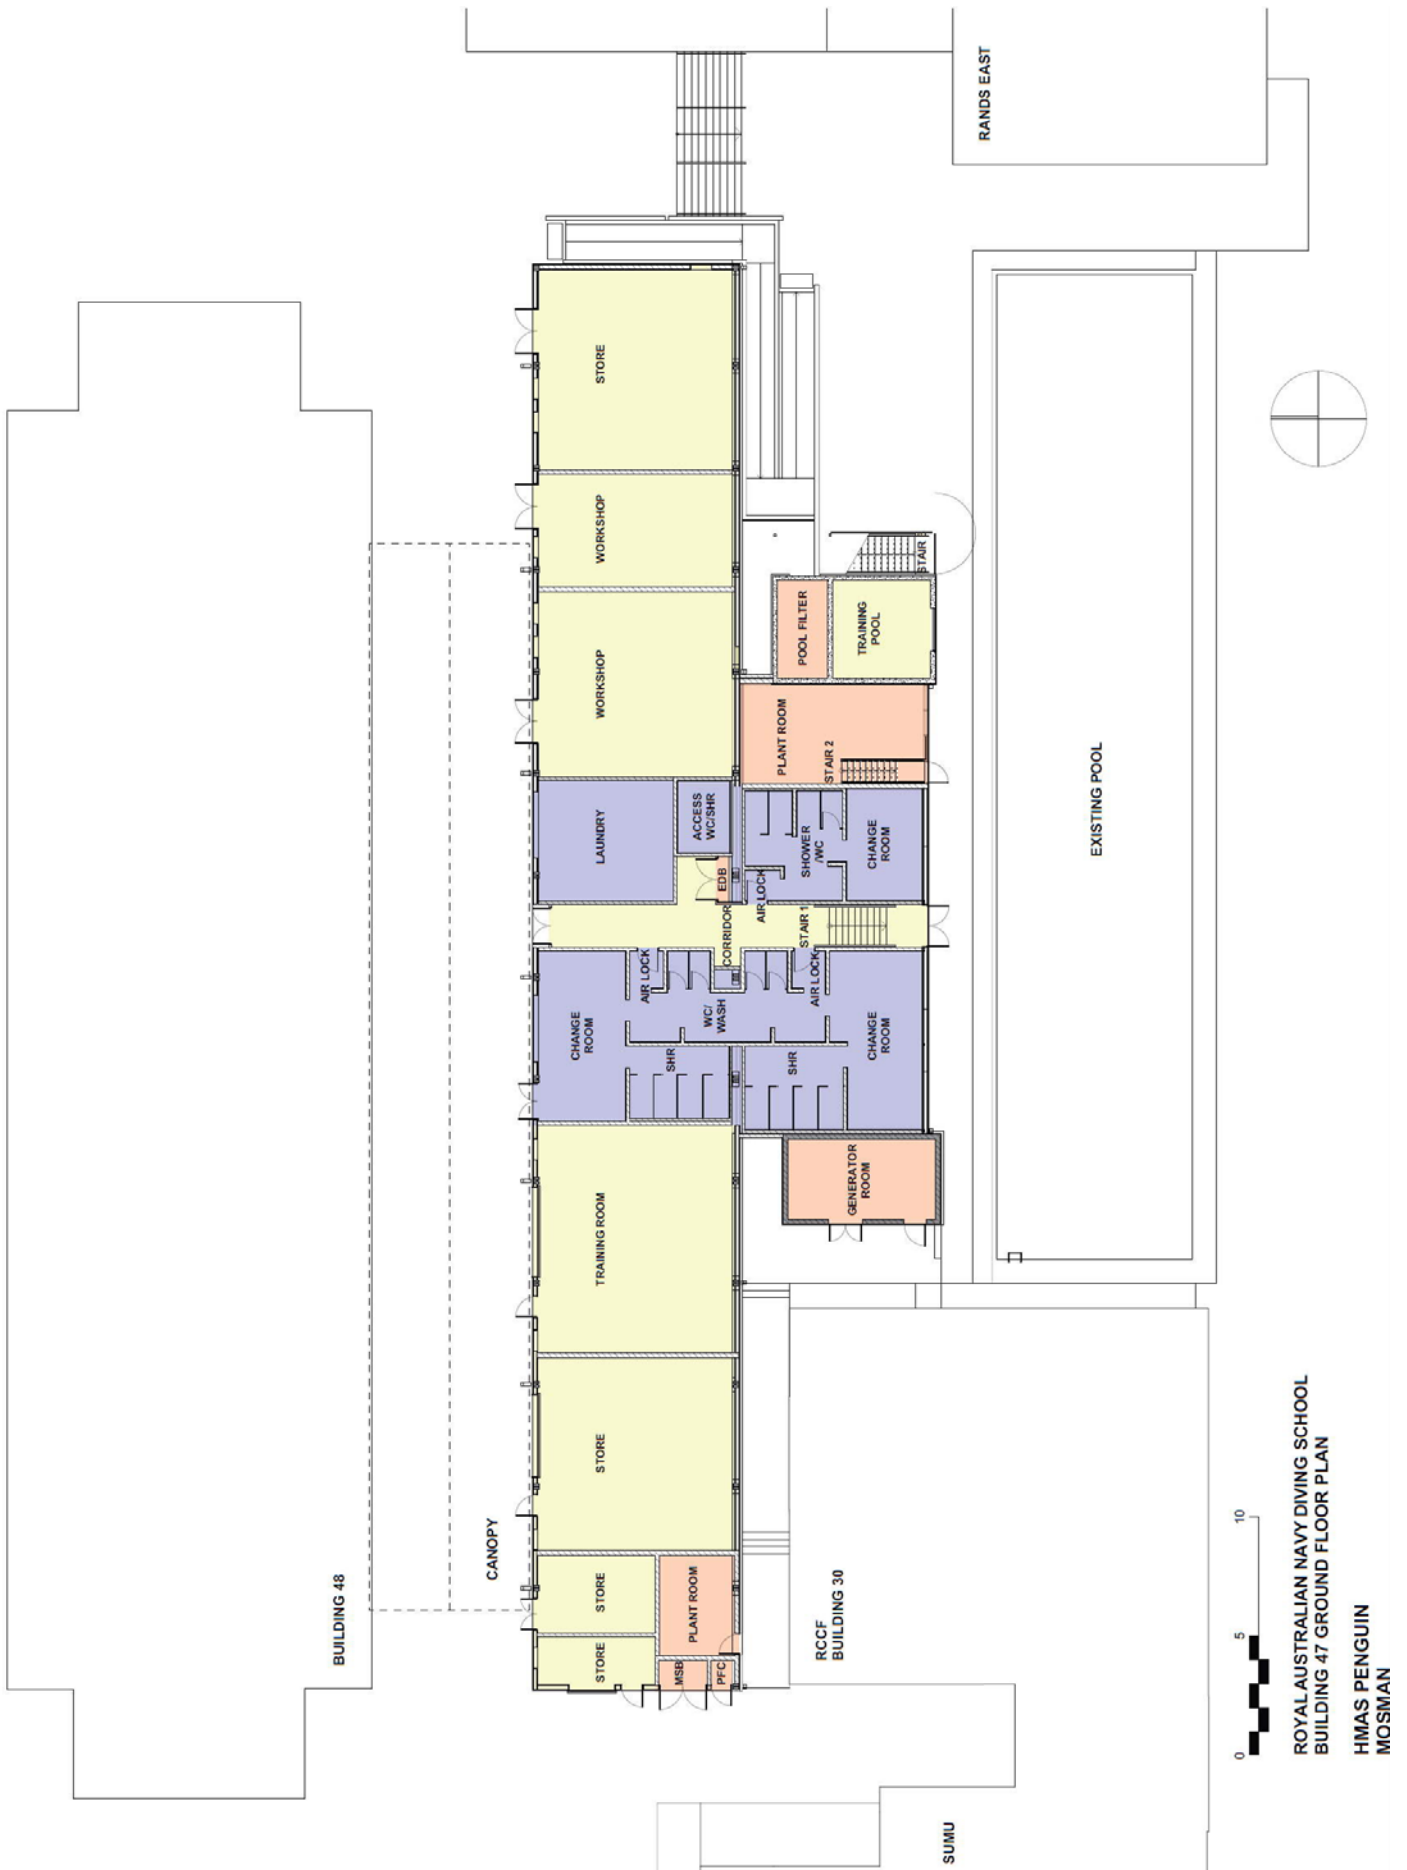 RANDS EAST
STORE
WORKSHOP
WORKSHOP
STAIR
POOL FILTER
TRAINING
POOL
PLANT ROOM
STAIR 2
EXISTING POOL
LAUNDRY
ACCESS
WC/SHR
EDB
SHOWER
/WC
CHANGE
ROOM
AIR LOCK
CORRIDOR
STAIR 1
AIR LOCK
AIR LOCK
WC/
WASH
CHANGE
ROOM
SHR
SHR
CHANGE
ROOM
TRAINING ROOM
GENERATOR
ROOM
STORE
CANOPY
BUILDING 48
STORE
PLANT ROOM
STORE
MSB
PFC
RCCF
BUILDING 30
SUMU
0 5 10
ROYAL AUSTRALIAN NAVY DIVING SCHOOL
BUILDING 47 GROUND FLOOR PLAN
HMAS PENGUIN
MOSMAN